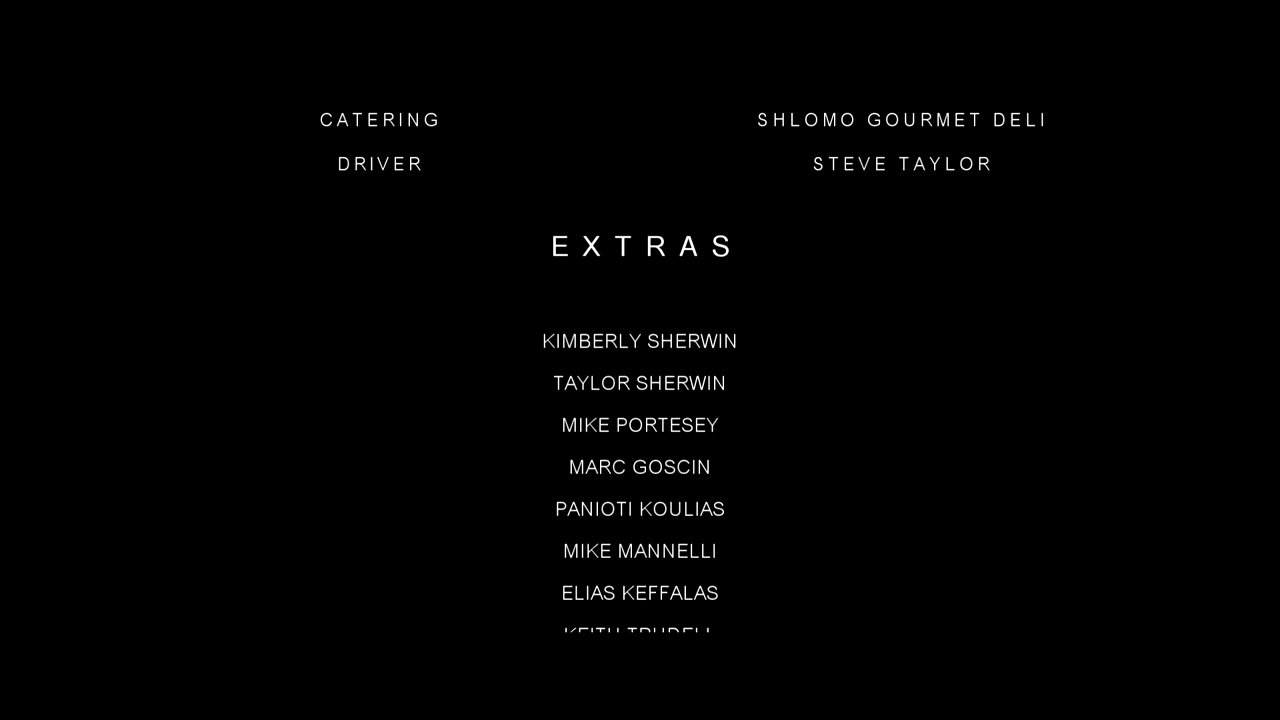 CATERING SHLOMO GOURMET DELI
DRIVER STEVE TAYLOR
EXTRAS
KIMBERLY SHERWIN
TAYLOR SHERWIN
MIKE PORTESEY
MARC GOSCIN
PANIOTI KOULIAS
MIKE MANNELLI
ELIAS KEFFALAS